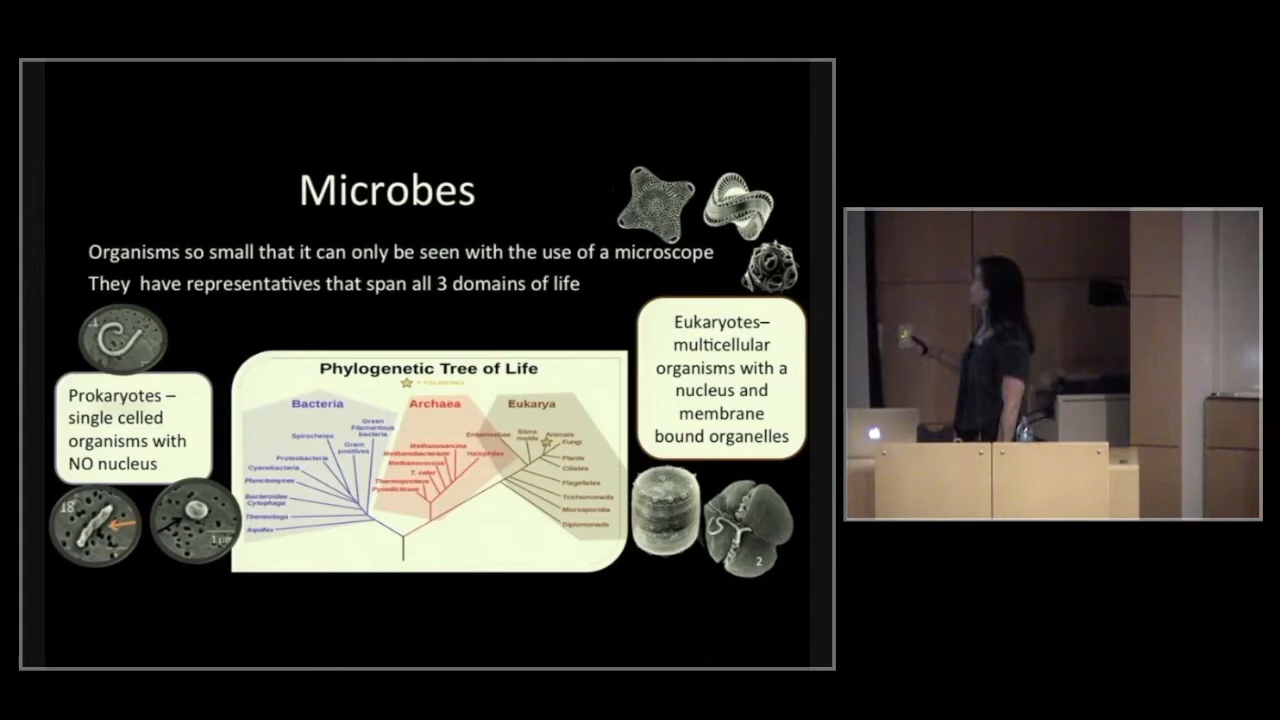 Microbes
Organisms so small that it can only be seen with the use of a microscope
They have representatives that span all 3 domains of life
Prokaryotes –
single celled
organisms with
NO nucleus
18
1 µm
Phylogenetic Tree of Life
Bacteria
Archaea
Eukarya
Green
Filamentous
bacteria
Spirochetes
Gram
positives
Proteobacteria
Cyanobacteria
Planctomyces
Bacteroides
Cytophaga
Thermotoga
Aquifex
Methanosarcina
Methanobacterium
Halophiles
Methanococcus
T. celer
Thermoproteus
Pyrodicticum
Entamoebae
Slime
molds
Animals
Fungi
Plants
Ciliates
Flagellates
Trichomonads
Microsporidia
Diplomonads
Eukaryotes–
multicellular
organisms with a
nucleus and
membrane
bound organelles
2